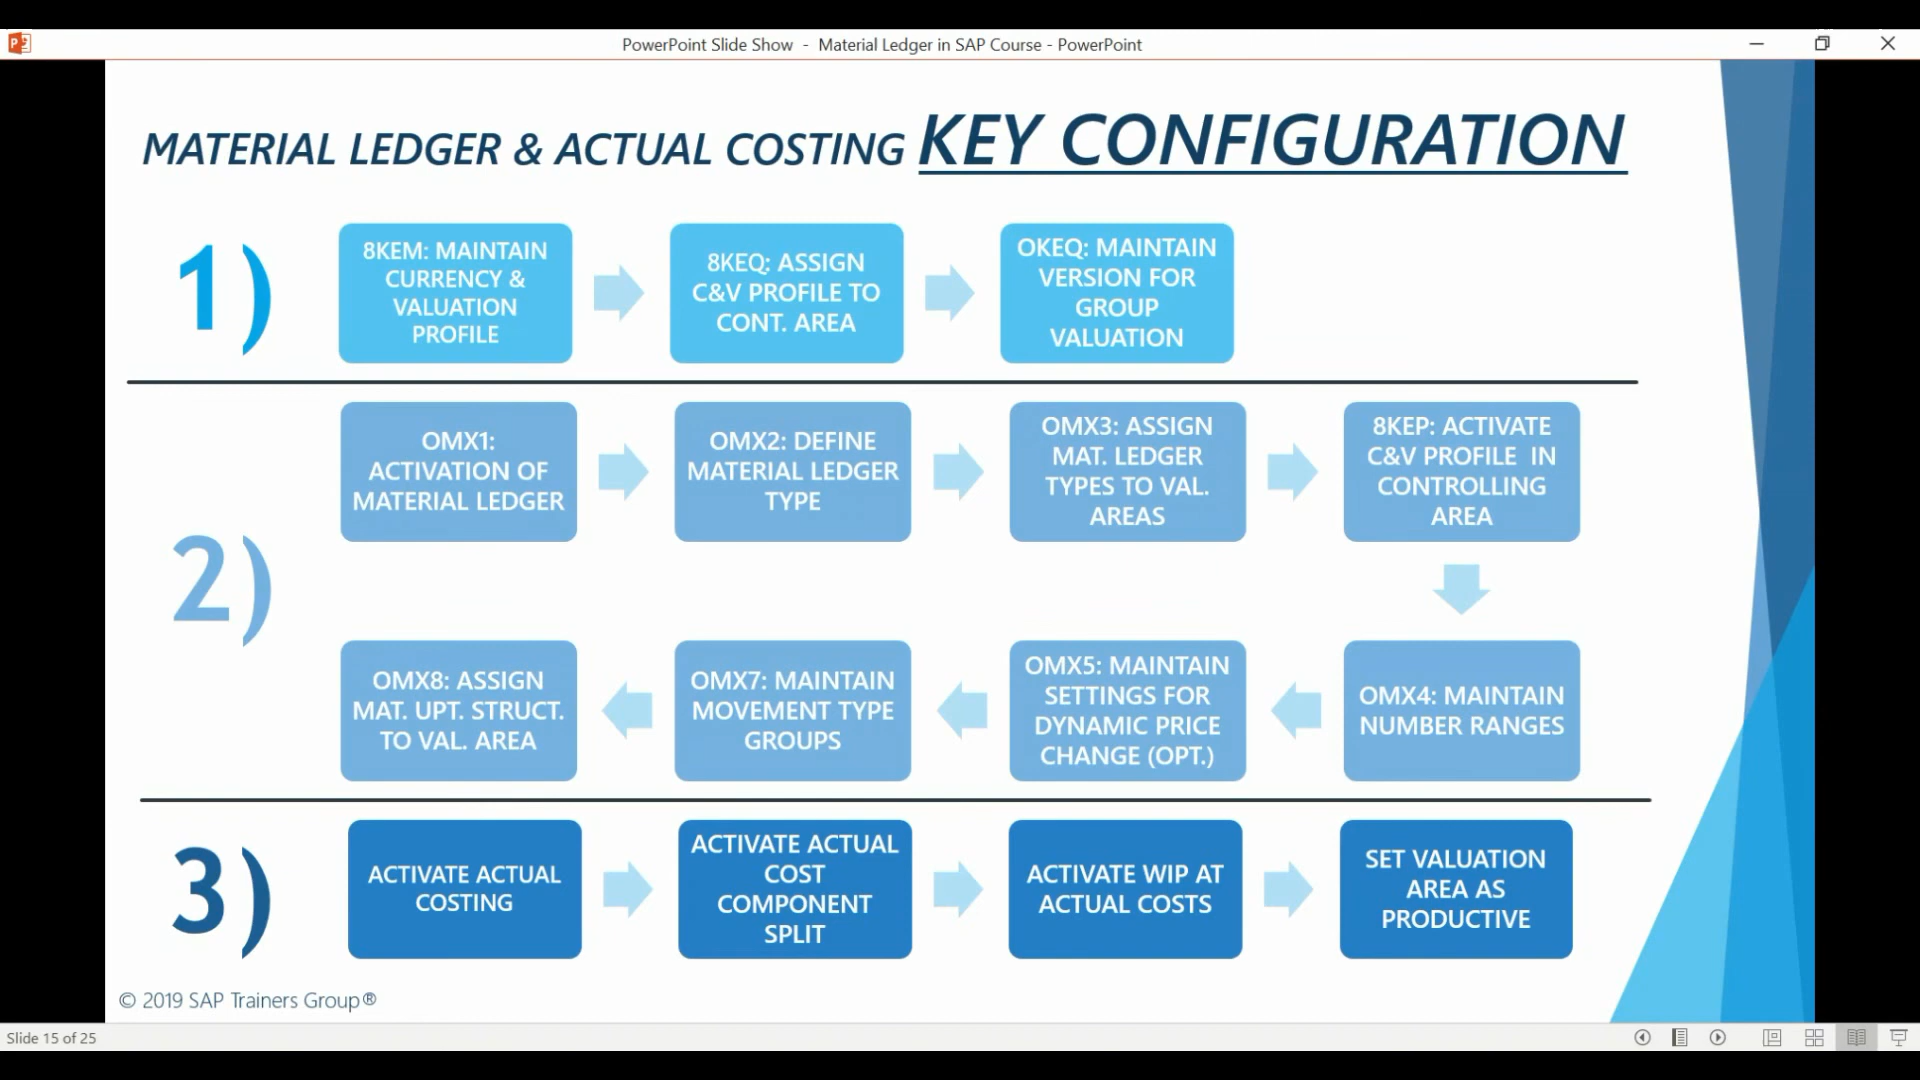 PowerPoint Slide Show - Material Ledger in SAP Course - PowerPoint
MATERIAL LEDGER & ACTUAL COSTING KEY CONFIGURATION
1)
8KEM: MAINTAIN
CURRENCY &
VALUATION
PROFILE
8KEQ: ASSIGN
C&V PROFILE TO
CONT. AREA
OKEQ: MAINTAIN
VERSION FOR
GROUP
VALUATION
2)
OMX1:
ACTIVATION OF
MATERIAL LEDGER
OMX2: DEFINE
MATERIAL LEDGER
TYPE
OMX3: ASSIGN
MAT. LEDGER
TYPES TO VAL.
AREAS
8KEP: ACTIVATE
C&V PROFILE IN
CONTROLLING
AREA
OMX4: MAINTAIN
NUMBER RANGES
OMX5: MAINTAIN
SETTINGS FOR
DYNAMIC PRICE
CHANGE (OPT.)
OMX7: MAINTAIN
MOVEMENT TYPE
GROUPS
OMX8: ASSIGN
MAT. UPT. STRUCT.
TO VAL. AREA
3)
ACTIVATE ACTUAL
COSTING
ACTIVATE ACTUAL
COST
COMPONENT
SPLIT
ACTIVATE WIP AT
ACTUAL COSTS
SET VALUATION
AREA AS
PRODUCTIVE
© 2019 SAP Trainers Group®
Slide 15 of 25